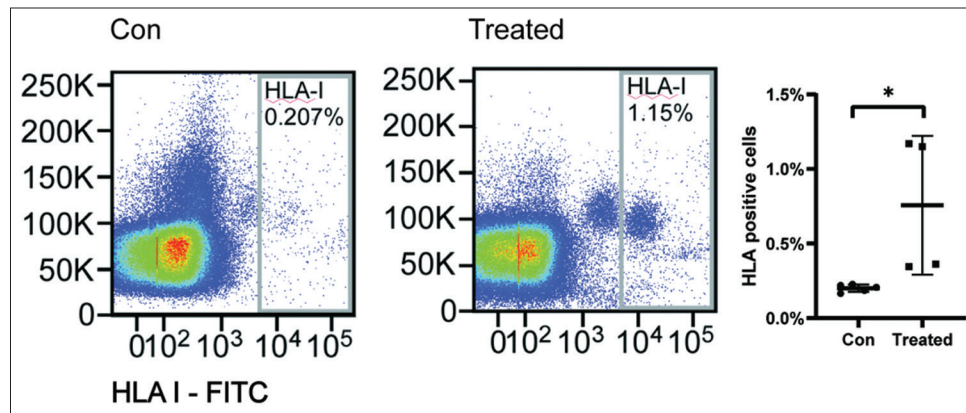 Con
Treated
250K
200K
150K
100K
50K
0
HLA-I
0.207%
0
10²
10³
10⁴
10⁵
250K
200K
150K
100K
50K
0
HLA-I
1.15%
0
10²
10³
10⁴
10⁵
HLA I - FITC
HLA positive cells
1.5%
1.0%
0.5%
0.0%
*
Con
Treated